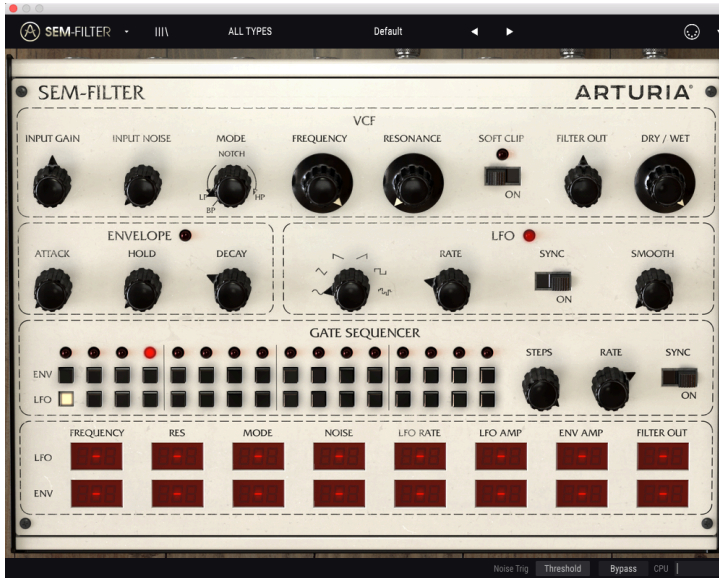 SEM-FILTER ALL TYPES Default
SEM-FILTER ARTURIA
VCF
INPUT GAIN INPUT NOISE MODE FREQUENCY RESONANCE SOFT CLIP FILTER OUT DRY / WET
NOTCH
LP HP
BP
ON
ENVELOPE LFO
ATTACK HOLD DECAY RATE SYNC SMOOTH
ON
GATE SEQUENCER
STEPS RATE SYNC
ENV
LFO
ON
FREQUENCY RES MODE NOISE LFO RATE LFO AMP ENV AMP FILTER OUT
LFO - - - - - - - -
ENV - - - - - - - -
Noise Trig Threshold Bypass CPU